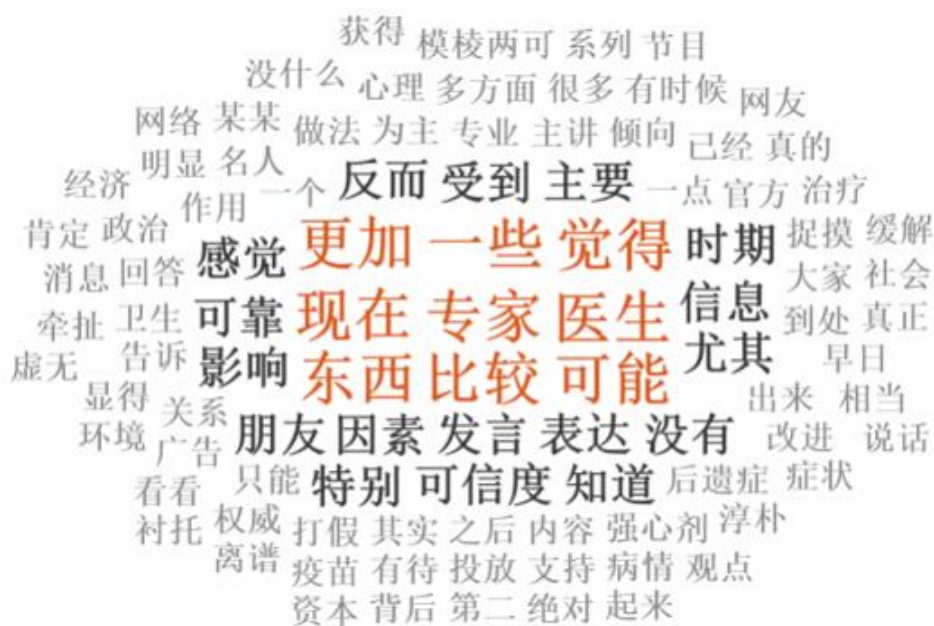 获得 模棱两可 系列 节目
没什么 心理 多方面 很多 有时候 网友
网络 某某 做法 为主 专业 主讲 倾向 已经 真的
明显 名人 反而 受到 主要
经济 作用 一个 一点 官方 治疗
肯定 政治 感觉 更加 一些 觉得 时期 捉摸 缓解
消息 回答 大家 社会
牵扯 卫生 可靠 现在 专家 医生 信息 到处 真正
虚无 告诉 影响 东西 比较 可能 尤其 早日
显得 关系 出来 相当
环境 广告 朋友 因素 发言 表达 没有 改进 说话
看看 只能 特别 可信度 知道 后遗症 症状
衬托 权威 打假 其实 之后 内容 强心剂 淳朴
离谱 疫苗 有待 投放 支持 病情 观点
资本 背后 第二 绝对 起来